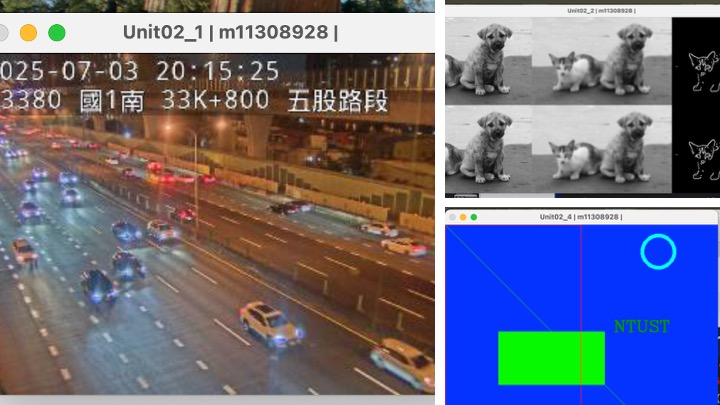 Unit02_1 | m11308928 |
025-07-03 20:15:25
3380 國1南 33K+800 五股路段
Unit02_2 | m11308928 |
Unit02_4 | m11308928 |
NTUST